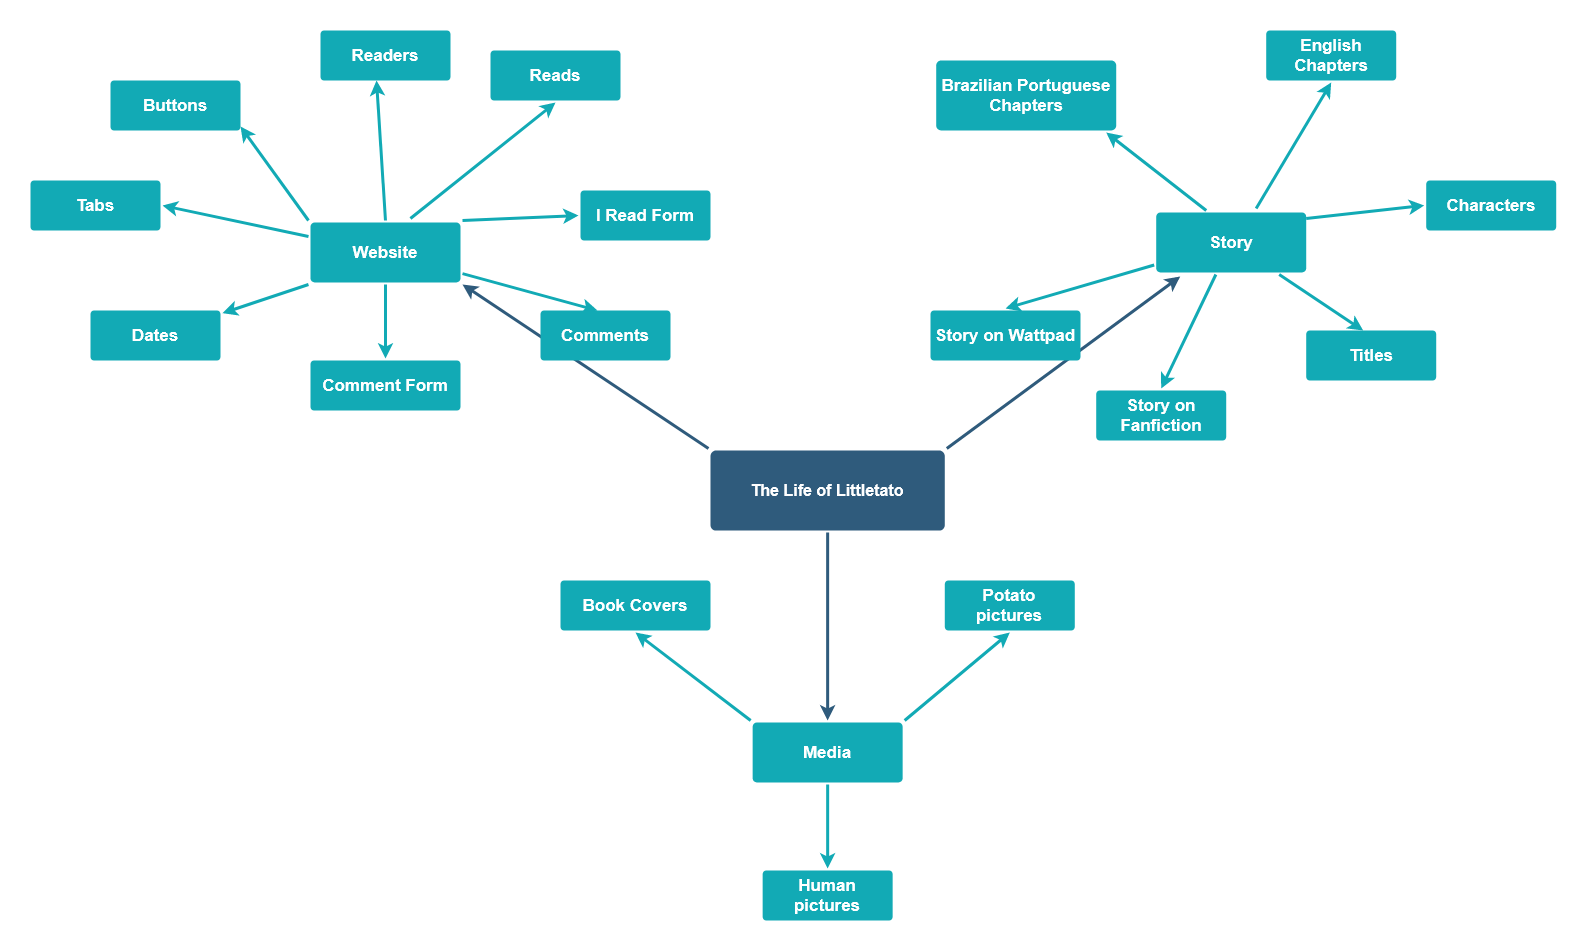 Readers
Reads
Buttons
Tabs
I Read Form
Website
Dates
Comments
Comment Form
English
Chapters
Brazilian Portuguese
Chapters
Characters
Story
Story on Wattpad
Titles
Story on
Fanfiction
The Life of Littletato
Book Covers
Potato
pictures
Media
Human
pictures